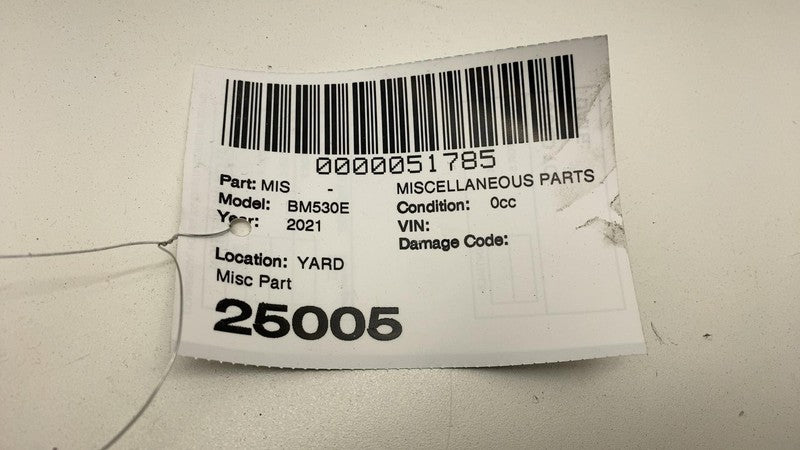 0000051785
Part: MIS - MISCELLANEOUS PARTS
Model: BM530E Condition: 0cc
Year: 2021 VIN:
Damage Code:
Location: YARD
Misc Part
25005